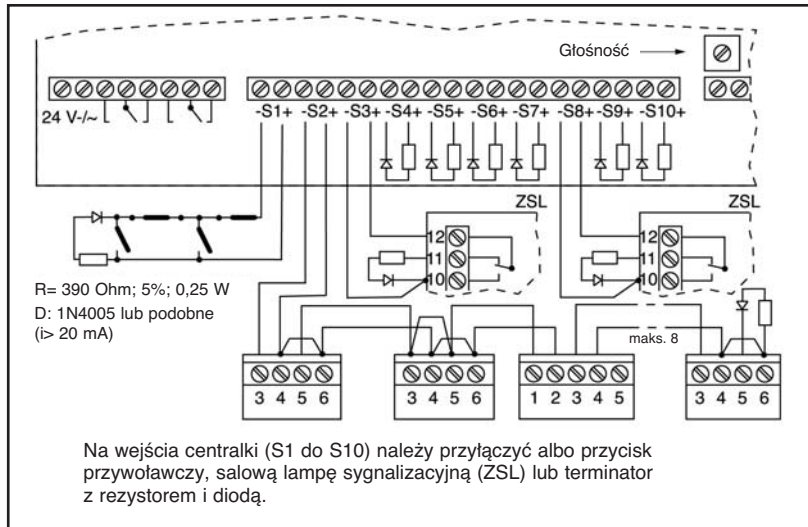 Głośność
24 V-/~ -S1+ -S2+ -S3+ -S4+ -S5+ -S6+ -S7+ -S8+ -S9+ -S10+
ZSL ZSL
12 12
11 11
10 10
R= 390 Ohm; 5%; 0,25 W
D: 1N4005 lub podobne
(i> 20 mA)
maks. 8
3 4 5 6 3 4 5 6 1 2 3 4 5 3 4 5 6
Na wejścia centralki (S1 do S10) należy przyłączyć albo przycisk
przywoławczy, salową lampę sygnalizacyjną (ZSL) lub terminator
z rezystorem i diodą.